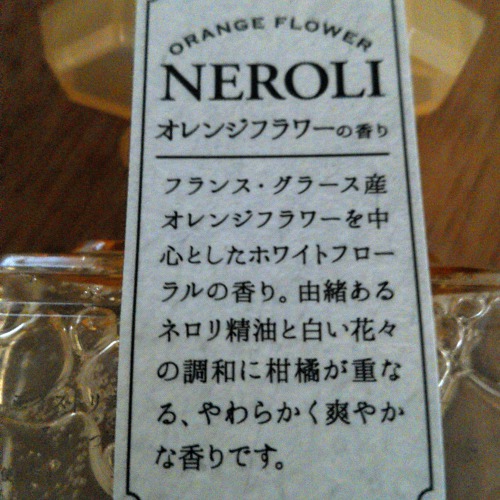 ORANGE FLOWER
NEROLI
オレンジフラワーの香り
フランス・グラース産
オレンジフラワーを中
心としたホワイトフロー
ラルの香り。由緒ある
ネロリ精油と白い花々
の調和に柑橘が重な
る、やわらかく爽やか
な香りです。